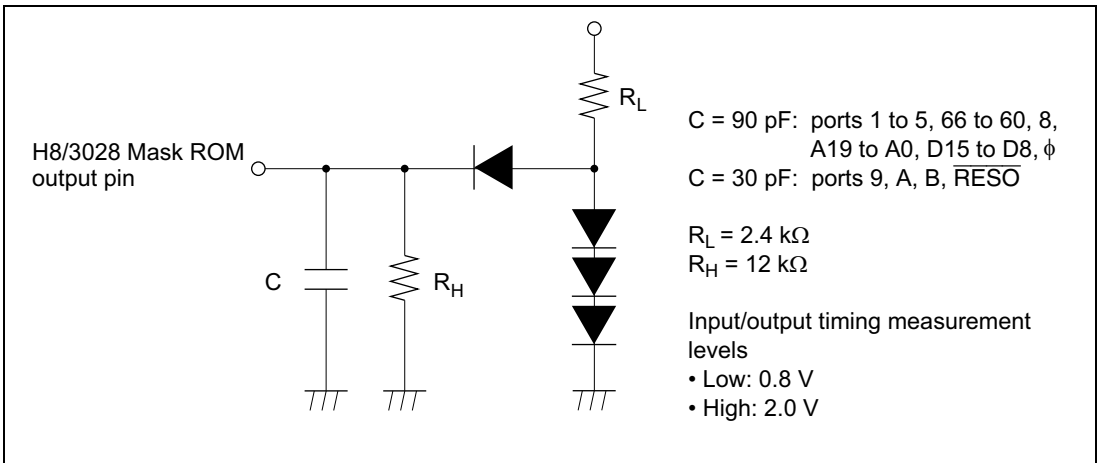 R_L
H8/3028 Mask ROM
output pin
C
R_H
C = 90 pF: ports 1 to 5, 66 to 60, 8,
A19 to A0, D15 to D8, ϕ
C = 30 pF: ports 9, A, B, R̅E̅S̅O̅
R_L = 2.4 kΩ
R_H = 12 kΩ
Input/output timing measurement
levels
• Low: 0.8 V
• High: 2.0 V